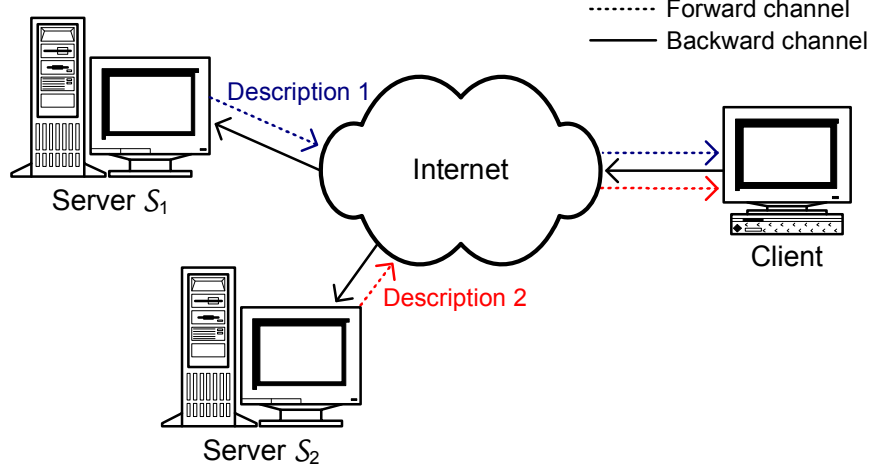 Forward channel
Backward channel
Description 1
Internet
Server S1
Client
Description 2
Server S2